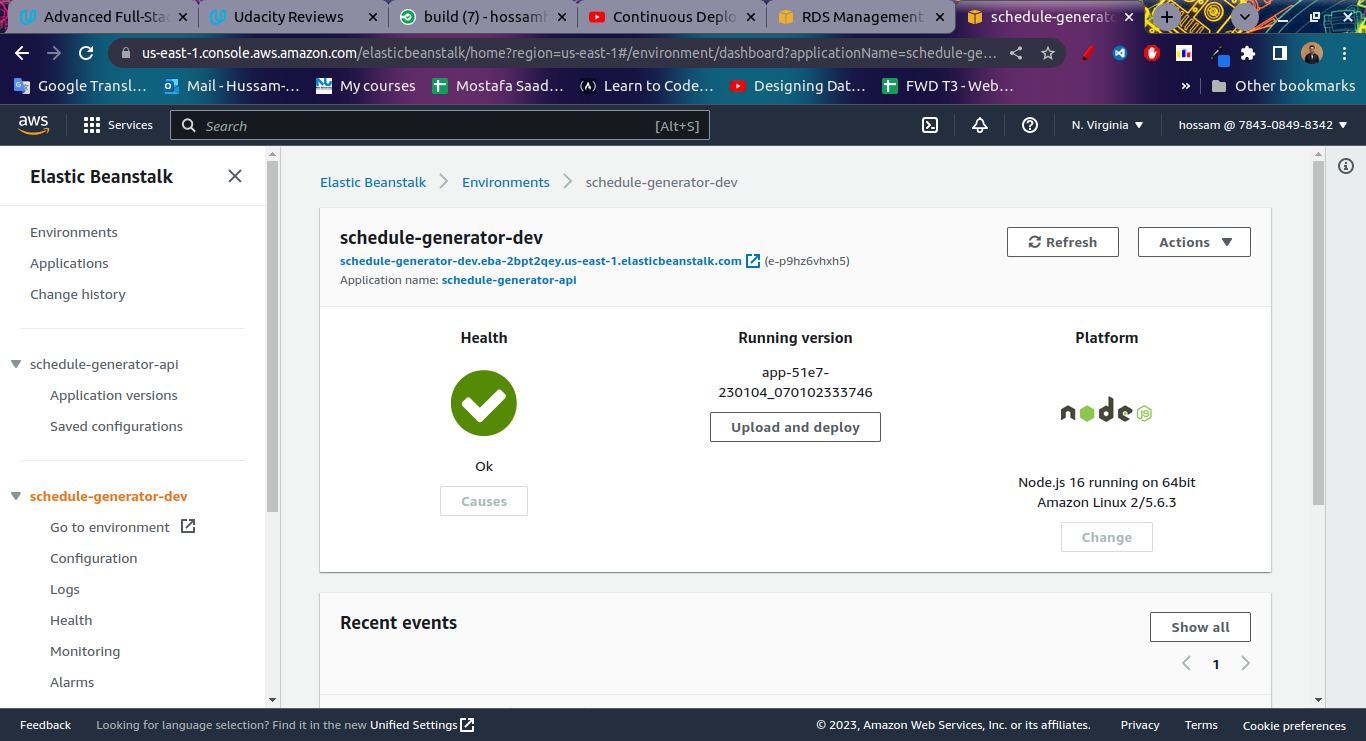 Advanced Full-Stac
Udacity Reviews
build (7) - hossamh
Continuous Deplo
RDS Management
schedule-generato
us-east-1.console.aws.amazon.com/elasticbeanstalk/home?region=us-east-1#/environment/dashboard?applicationName=schedule-ge...
Google Transl...
Mail - Hussam-...
My courses
Mostafa Saad...
Learn to Code...
Designing Dat...
FWD T3 - Web...
»
Other bookmarks
aws
Services
Search
[Alt+S]
N. Virginia
hossam @ 7843-0849-8342
Elastic Beanstalk
Environments
Applications
Change history
schedule-generator-api
Application versions
Saved configurations
schedule-generator-dev
Go to environment
Configuration
Logs
Health
Monitoring
Alarms
Elastic Beanstalk
Environments
schedule-generator-dev
schedule-generator-dev
schedule-generator-dev.eba-2bpt2qey.us-east-1.elasticbeanstalk.com (e-p9hz6vhxh5)
Application name: schedule-generator-api
Refresh
Actions
Health
Ok
Causes
Running version
app-51e7-
230104_070102333746
Upload and deploy
Platform
node JS
Node.js 16 running on 64bit
Amazon Linux 2/5.6.3
Change
Recent events
Show all
1
Feedback
Looking for language selection? Find it in the new Unified Settings
© 2023, Amazon Web Services, Inc. or its affiliates.
Privacy
Terms
Cookie preferences